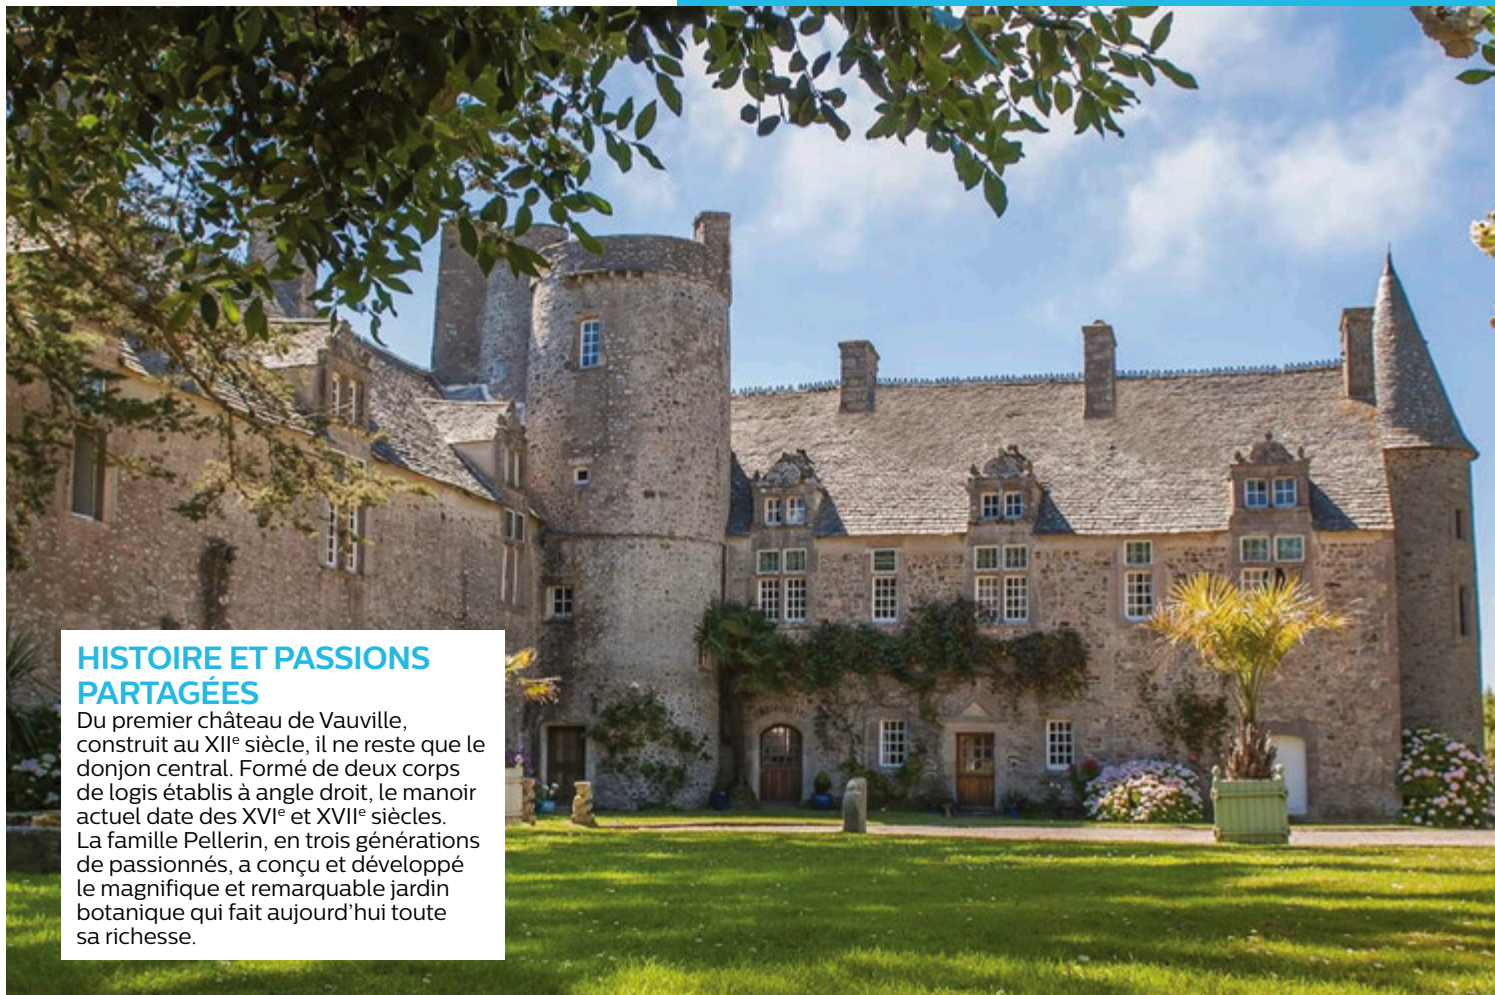 HISTOIRE ET PASSIONS
PARTAGÉES
Du premier château de Vauville,
construit au XIIe siècle, il ne reste que le
donjon central. Formé de deux corps
de logis établis à angle droit, le manoir
actuel date des XVIe et XVIIe siècles.
La famille Pellerin, en trois générations
de passionnés, a conçu et développé
le magnifique et remarquable jardin
botanique qui fait aujourd’hui toute
sa richesse.